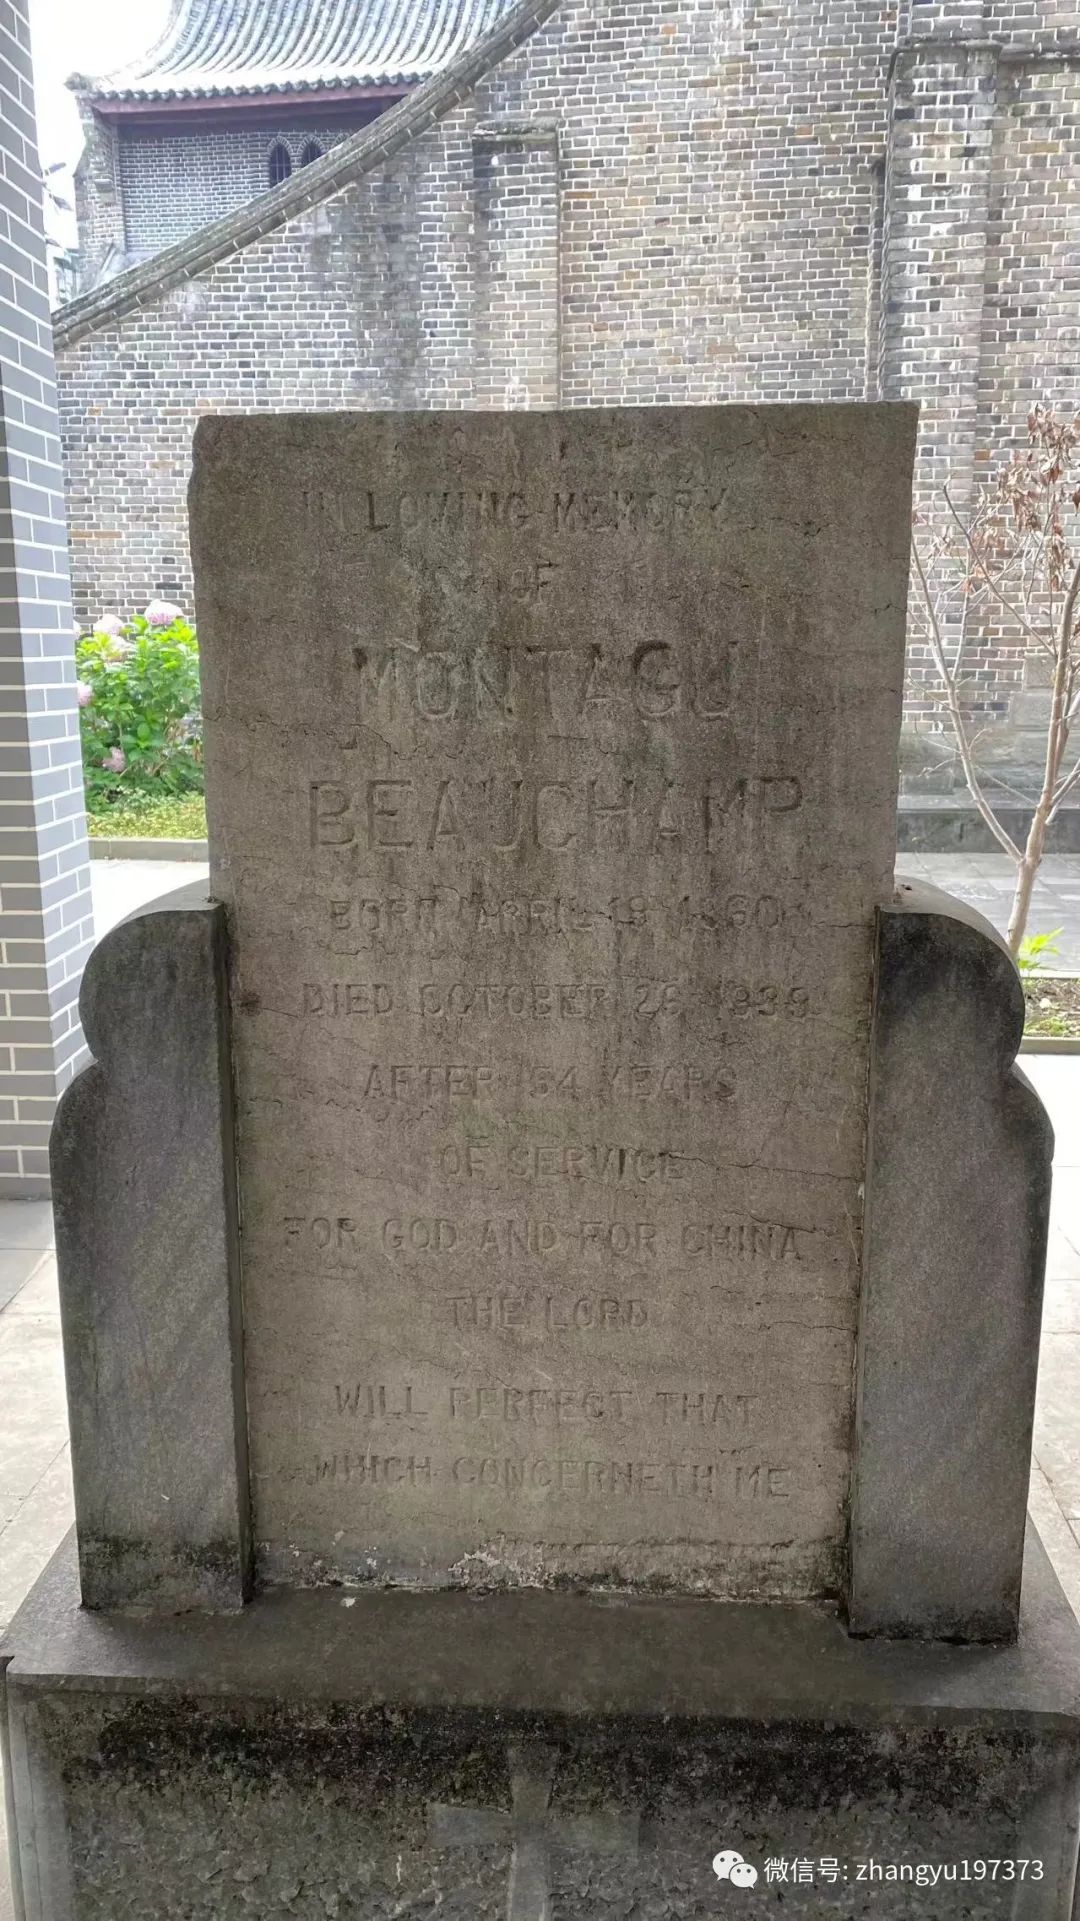 IN LOVING MEMORY
OF
MONTAGU
BEAUCHAMP
BORN APRIL 19 1860
DIED OCTOBER 26 1939
AFTER 54 YEARS
OF SERVICE
FOR GOD AND FOR CHINA
THE LORD
WILL PERFECT THAT
WHICH CONCERNETH ME
微信号: zhangyu197373